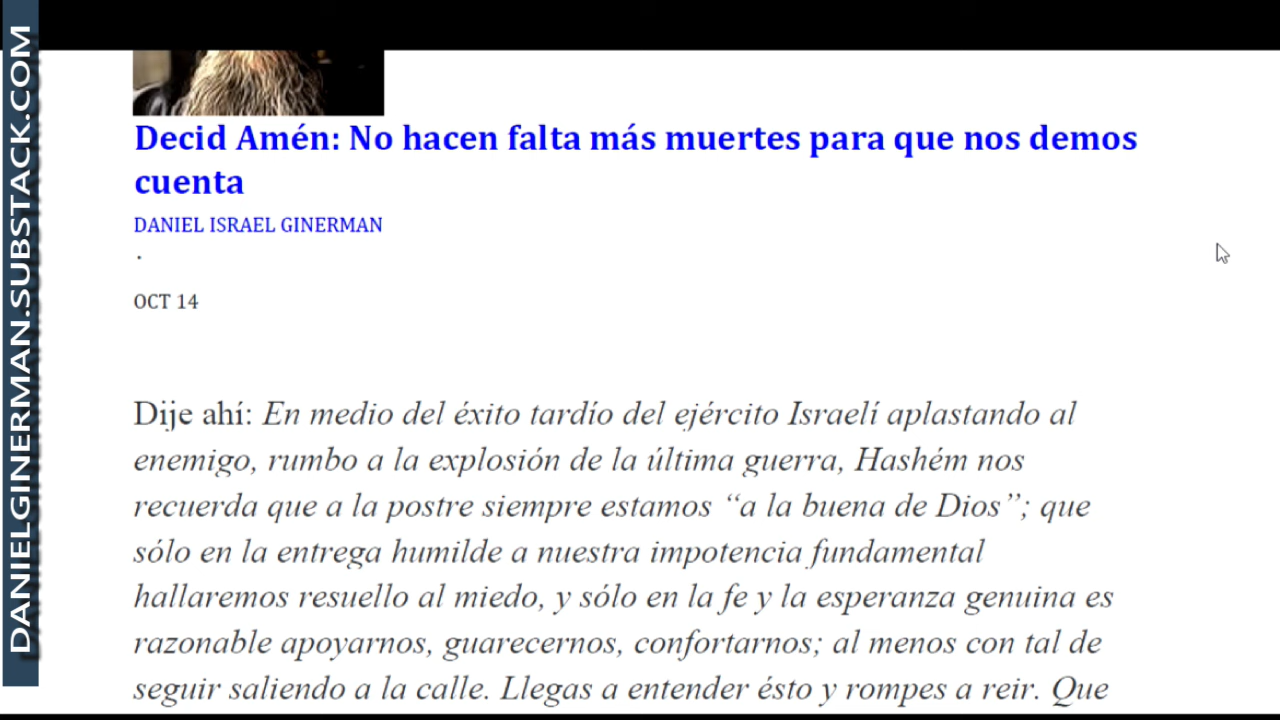 DANIELGINERMAN.SUBSTACK.COM
Decid Amén: No hacen falta más muertes para que nos demos
cuenta
DANIEL ISRAEL GINERMAN
·
OCT 14
Dije ahí: En medio del éxito tardío del ejército Israelí aplastando al
enemigo, rumbo a la explosión de la última guerra, Hashém nos
recuerda que a la postre siempre estamos “a la buena de Dios”; que
sólo en la entrega humilde a nuestra impotencia fundamental
hallaremos resuello al miedo, y sólo en la fe y la esperanza genuina es
razonable apoyarnos, guarecernos, confortarnos; al menos con tal de
seguir saliendo a la calle. Llegas a entender ésto y rompes a reir. Que